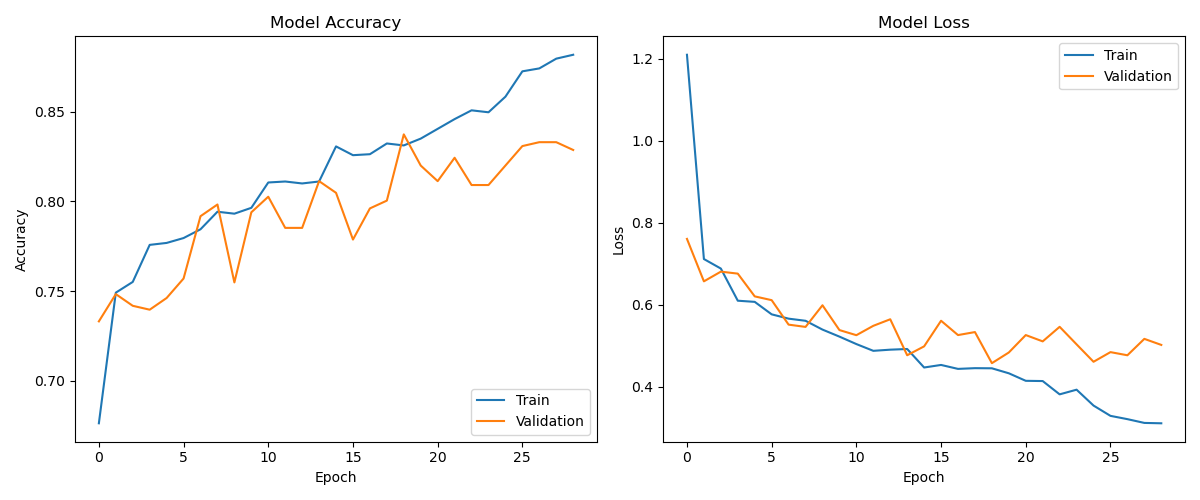 Model Accuracy
Accuracy
0.85
0.80
0.75
0.70
0
5
10
15
20
25
Epoch
Train
Validation
Model Loss
Loss
1.2
1.0
0.8
0.6
0.4
0
5
10
15
20
25
Epoch
Train
Validation